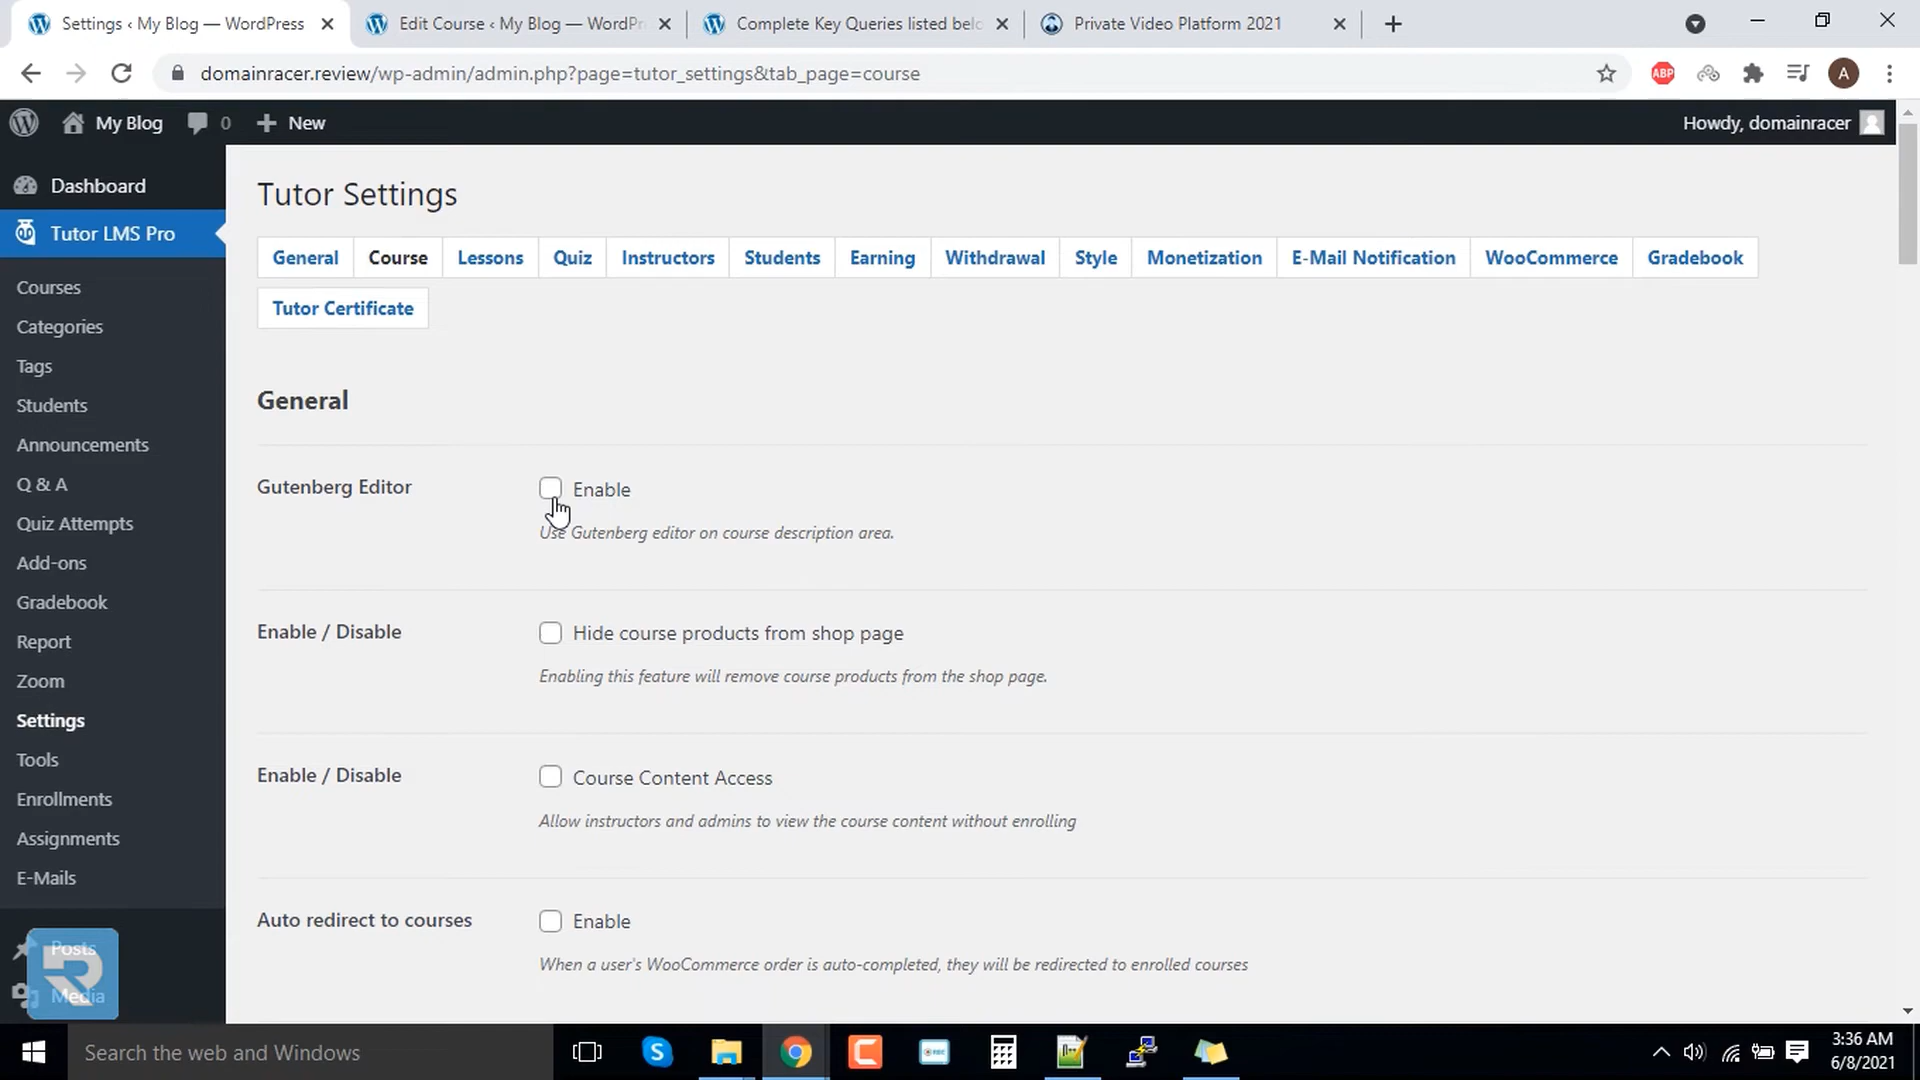 Settings ‹ My Blog — WordPress
Edit Course ‹ My Blog — WordPr
Complete Key Queries listed belo
Private Video Platform 2021
domainracer.review/wp-admin/admin.php?page=tutor_settings&tab_page=course
ABP
A
My Blog
0
New
Howdy, domainracer
Dashboard
Tutor LMS Pro
Courses
Categories
Tags
Students
Announcements
Q & A
Quiz Attempts
Add-ons
Gradebook
Report
Zoom
Settings
Tools
Enrollments
Assignments
E-Mails
Posts
Media
Tutor Settings
General
Course
Lessons
Quiz
Instructors
Students
Earning
Withdrawal
Style
Monetization
E-Mail Notification
WooCommerce
Gradebook
Tutor Certificate
General
Gutenberg Editor
Enable
Use Gutenberg editor on course description area.
Enable / Disable
Hide course products from shop page
Enabling this feature will remove course products from the shop page.
Enable / Disable
Course Content Access
Allow instructors and admins to view the course content without enrolling
Auto redirect to courses
Enable
When a user's WooCommerce order is auto-completed, they will be redirected to enrolled courses
Search the web and Windows
3:36 AM
6/8/2021